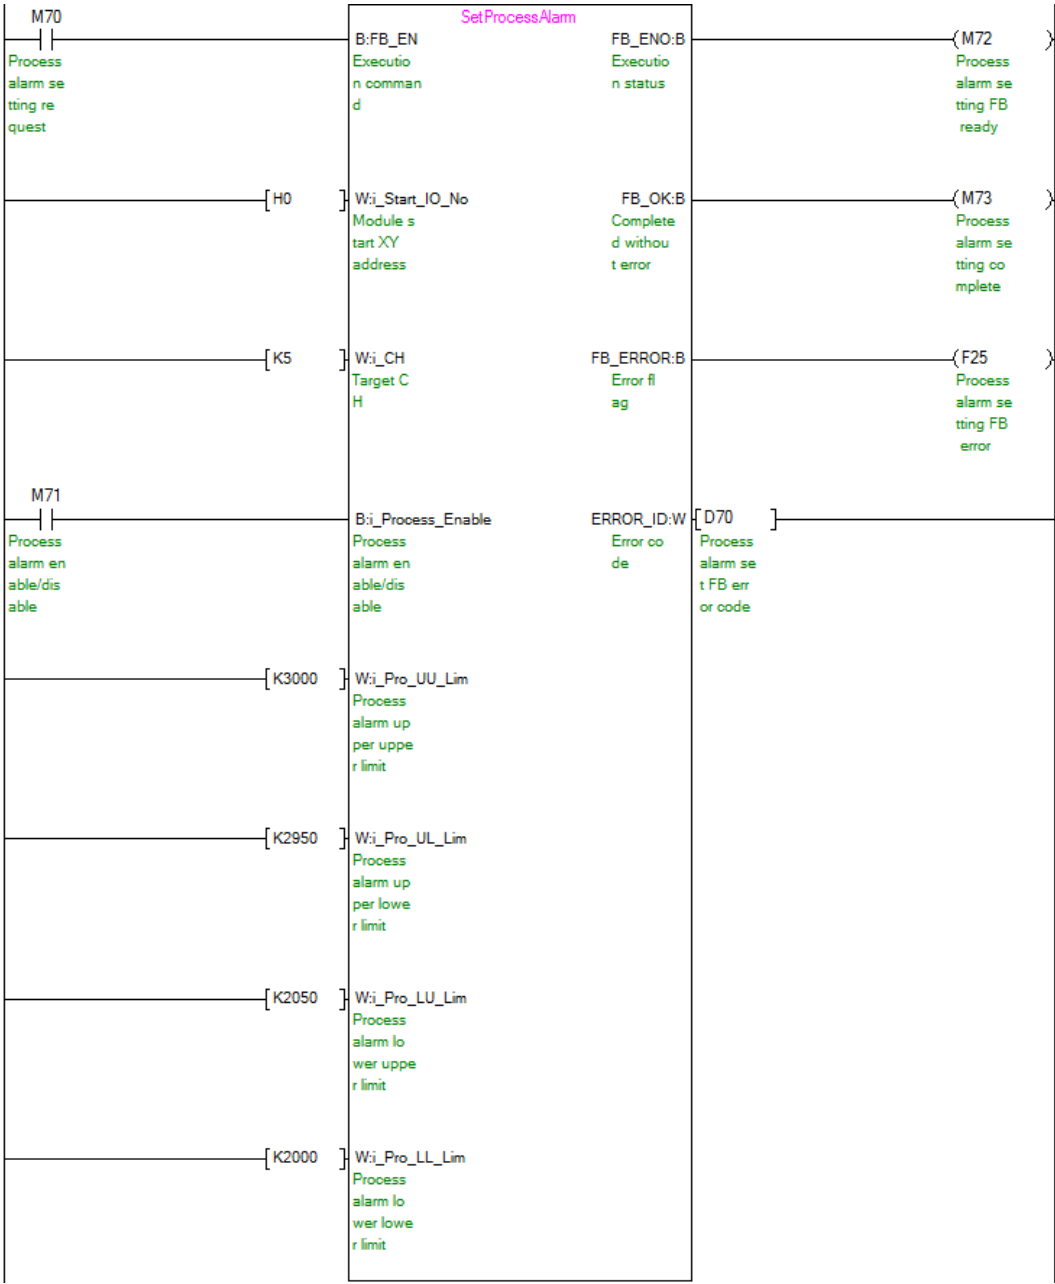 M70
SetProcessAlarm
B:FB_EN
FB_ENO:B
(M72 )
Process
alarm se
tting re
quest
Executio
n comman
d
Executio
n status
Process
alarm se
tting FB
ready
[H0 ]
W:i_Start_IO_No
FB_OK:B
(M73 )
Module s
tart XY
address
Complete
d withou
t error
Process
alarm se
tting co
mplete
[K5 ]
W:i_CH
FB_ERROR:B
(F25 )
Target C
H
Error fl
ag
Process
alarm se
tting FB
error
M71
B:i_Process_Enable
ERROR_ID:W
[D70 ]
Process
alarm en
able/dis
able
Process
alarm en
able/dis
able
Error co
de
Process
alarm se
t FB err
or code
[K3000 ]
W:i_Pro_UU_Lim
Process
alarm up
per uppe
r limit
[K2950 ]
W:i_Pro_UL_Lim
Process
alarm up
per lowe
r limit
[K2050 ]
W:i_Pro_LU_Lim
Process
alarm lo
wer uppe
r limit
[K2000 ]
W:i_Pro_LL_Lim
Process
alarm lo
wer lowe
r limit